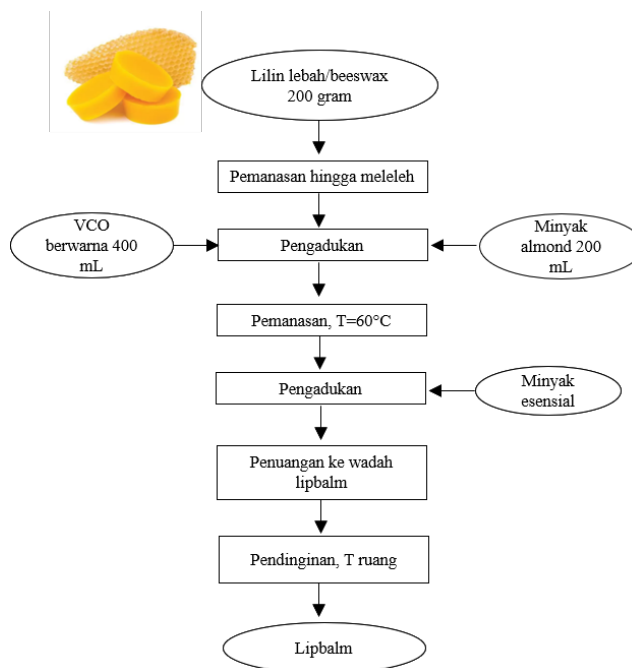 Lilin lebah/beeswax
200 gram
Pemanasan hingga meleleh
VCO
berwarna 400
mL
Pengadukan
Minyak
almond 200
mL
Pemanasan, T=60°C
Pengadukan
Minyak
esensial
Penuangan ke wadah
lipbalm
Pendinginan, T ruang
Lipbalm